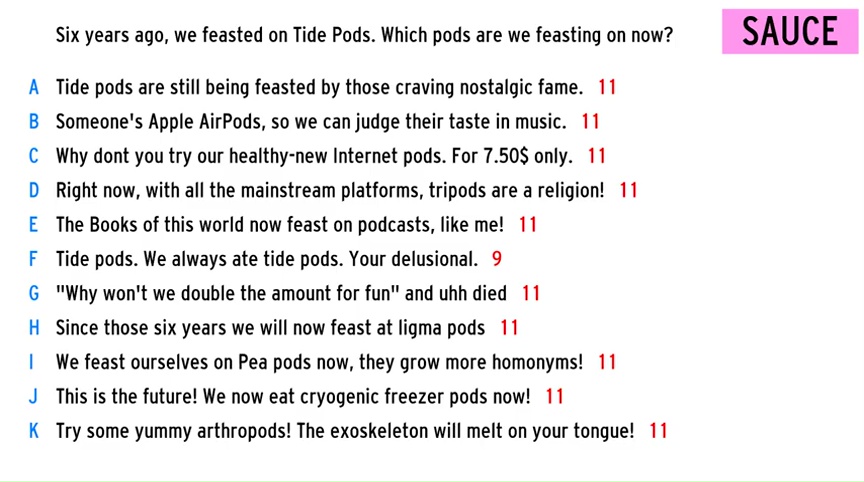 Six years ago, we feasted on Tide Pods. Which pods are we feasting on now?
SAUCE
A Tide pods are still being feasted by those craving nostalgic fame. 11
B Someone's Apple AirPods, so we can judge their taste in music. 11
C Why dont you try our healthy-new Internet pods. For 7.50$ only. 11
D Right now, with all the mainstream platforms, tripods are a religion! 11
E The Books of this world now feast on podcasts, like me! 11
F Tide pods. We always ate tide pods. Your delusional. 9
G "Why won't we double the amount for fun" and uhh died 11
H Since those six years we will now feast at ligma pods 11
I We feast ourselves on Pea pods now, they grow more homonyms! 11
J This is the future! We now eat cryogenic freezer pods now! 11
K Try some yummy arthropods! The exoskeleton will melt on your tongue! 11